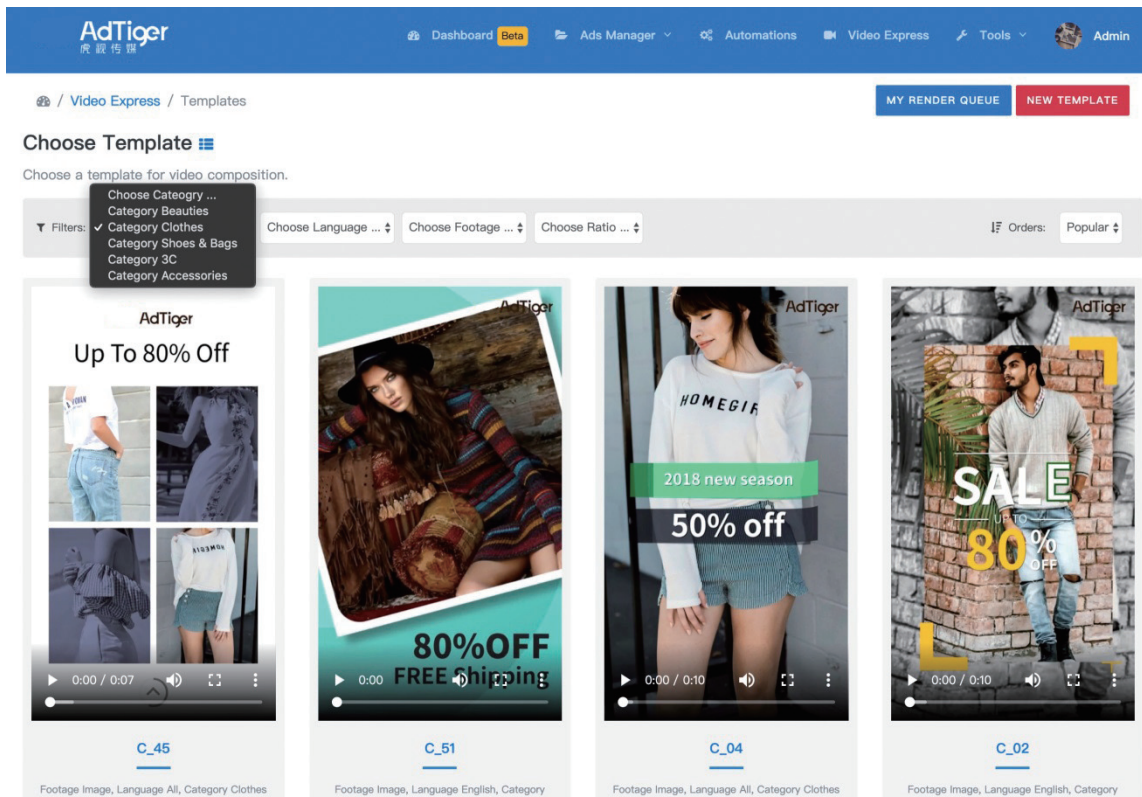 AdTiger
虎视传媒
Dashboard Beta Ads Manager Automations Video Express Tools Admin
/ Video Express / Templates
MY RENDER QUEUE NEW TEMPLATE
Choose Template
Choose a template for video composition.
Choose Cateogry ...
Category Beauties
Filters: ✓ Category Clothes Choose Language ... Choose Footage ... Choose Ratio ... Orders: Popular
Category Shoes & Bags
Category 3C
Category Accessories
AdTiger
Up To 80% Off
0:00 / 0:07
C_45
Footage Image, Language All, Category Clothes
AdTiger
80%OFF
FREE Shipping
0:00
C_51
Footage Image, Language English, Category
AdTiger
HOMEGIR
2018 new season
50% off
0:00 / 0:10
C_04
Footage Image, Language All, Category Clothes
AdTiger
SALE
UP TO
80%
OFF
0:00 / 0:10
C_02
Footage Image, Language English, Category